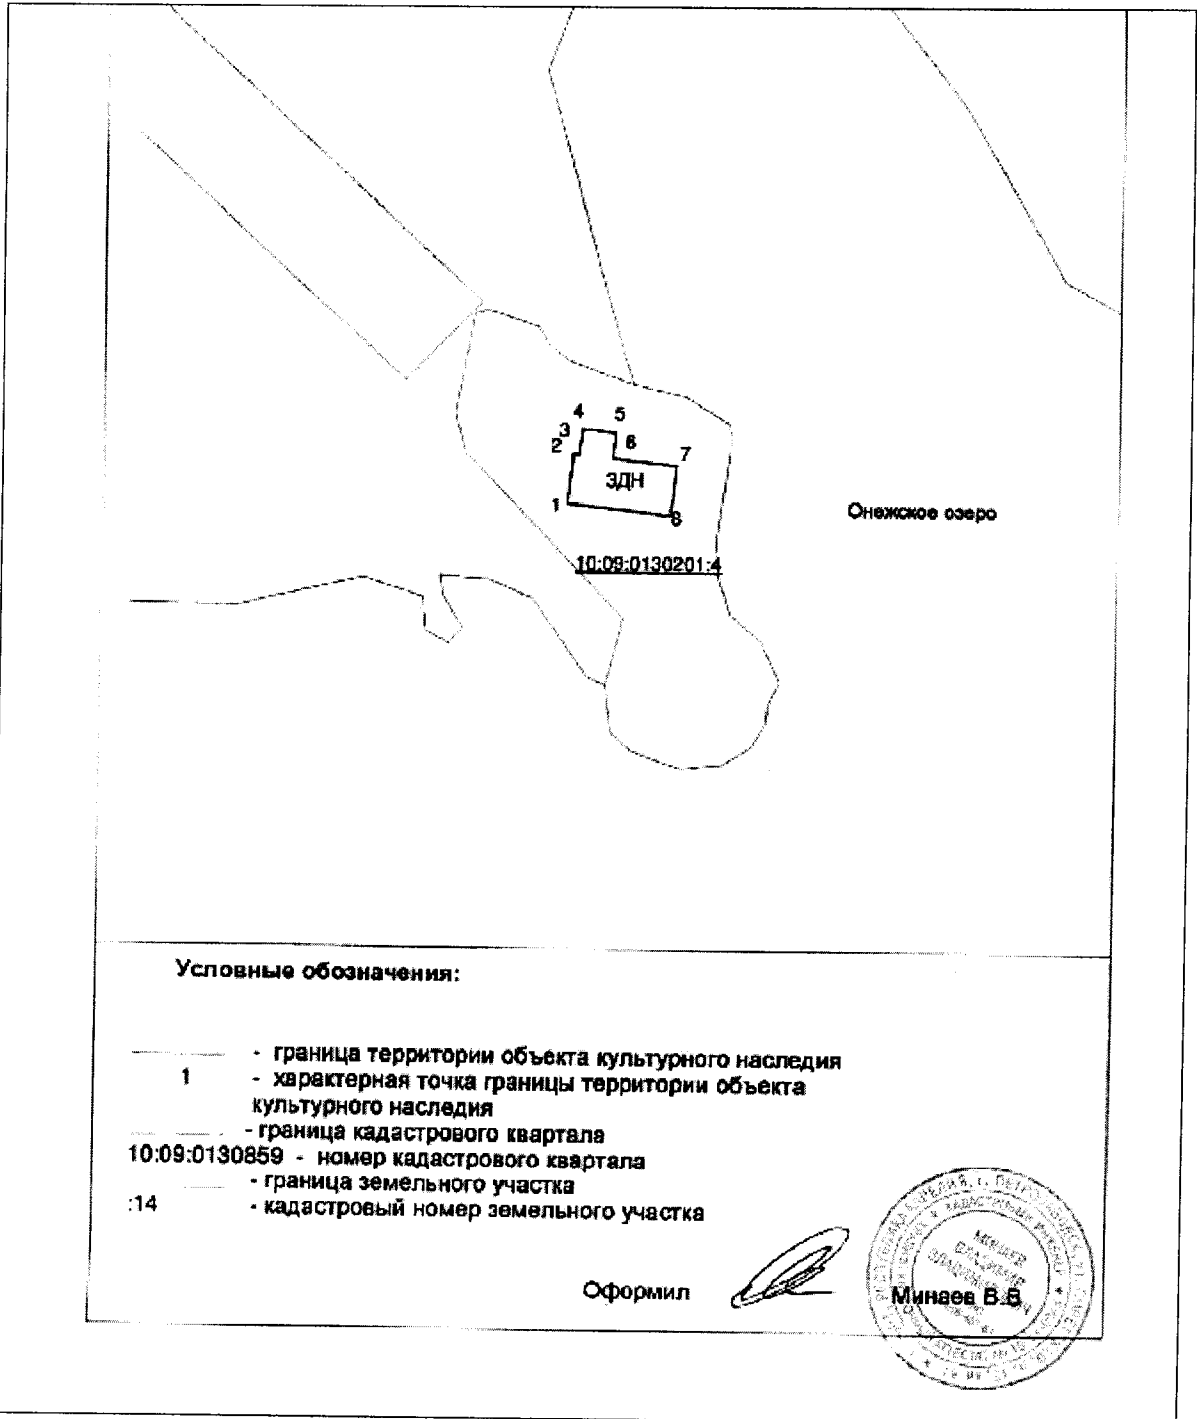 4
5
3
6
2
7
ЗДН
1
8
Онежское озеро
10:09:0130201:4
Условные обозначения:
- граница территории объекта культурного наследия
1 - характерная точка границы территории объекта
культурного наследия
- граница кадастрового квартала
10:09:0130859 - номер кадастрового квартала
- граница земельного участка
:14 - кадастровый номер земельного участка
Оформил
Минаев В.В
МИНАЕВ